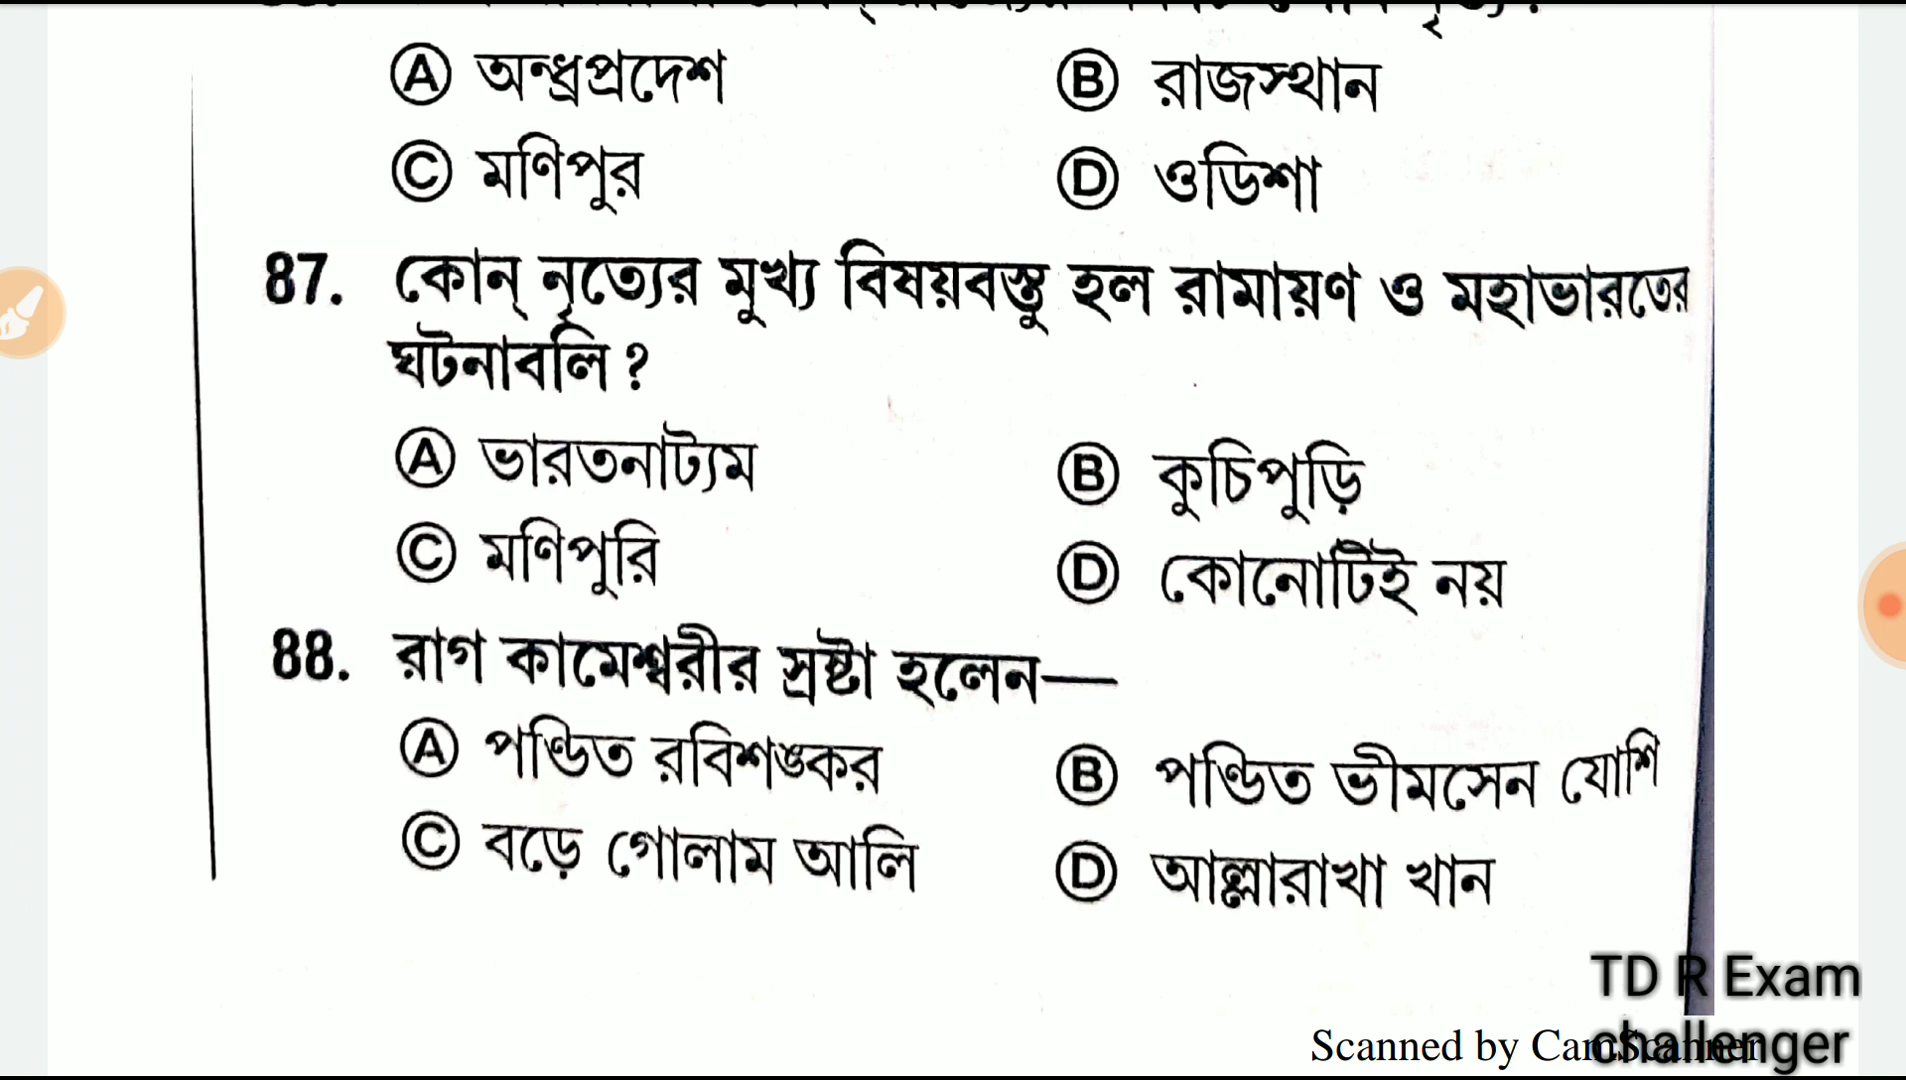 Ⓐ অন্ধ্রপ্রদেশ Ⓑ রাজস্থান
Ⓒ মণিপুর Ⓓ ওডিশা
87. কোন্ নৃত্যের মুখ্য বিষয়বস্তু হল রামায়ণ ও মহাভারতের
ঘটনাবলি ?
Ⓐ ভারতনাট্যম Ⓑ কুচিপুড়ি
Ⓒ মণিপুরি Ⓓ কোনোটিই নয়
88. রাগ কামেশ্বরীর স্রষ্টা হলেন—
Ⓐ পণ্ডিত রবিশঙ্কর Ⓑ পণ্ডিত ভীমসেন যোশি
Ⓒ বড়ে গোলাম আলি Ⓓ আল্লারাখা খান
TD R Exam
challenger
Scanned by CamScanner